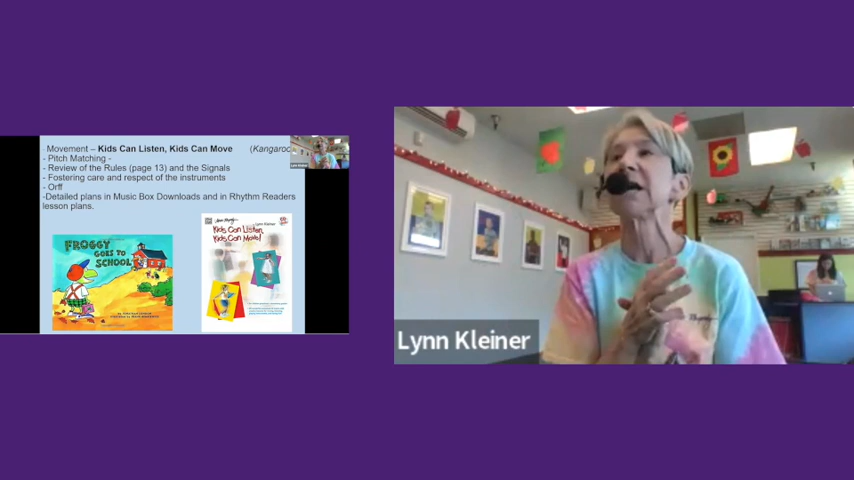 Movement – Kids Can Listen, Kids Can Move (Kangaroo
- Pitch Matching -
- Review of the Rules (page 13) and the Signals
- Fostering care and respect of the instruments
- Orff
-Detailed plans in Music Box Downloads and in Rhythm Readers
lesson plans.
FROGGY
GOES TO
SCHOOL
Lynn Kleiner
Kids Can Listen,
Kids Can Move!
Lynn Kleiner